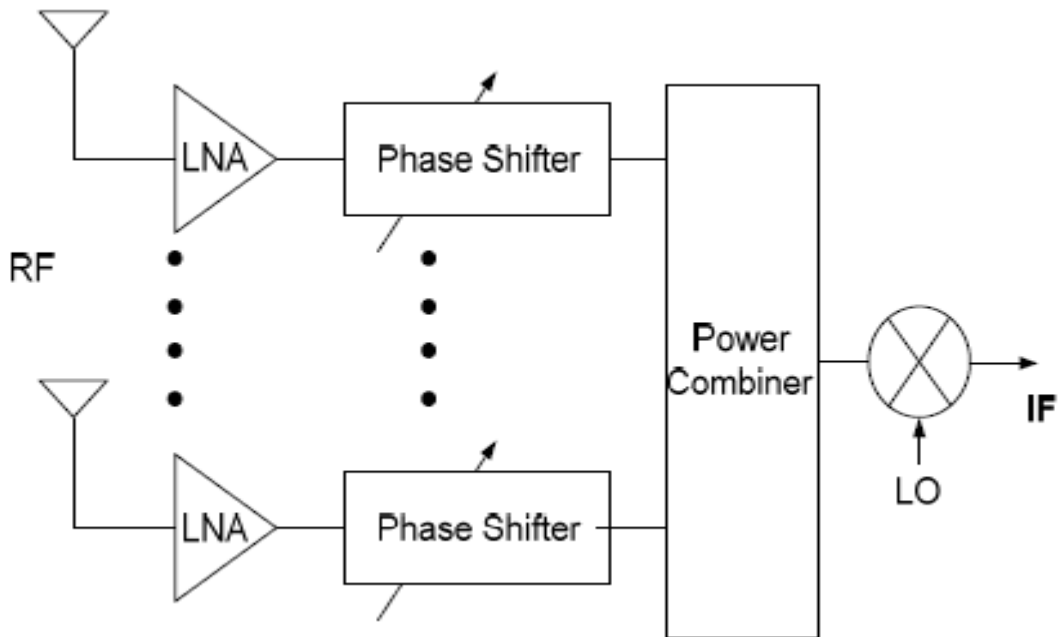 LNA
Phase Shifter
RF
Power
Combiner
IF
LO
LNA
Phase Shifter